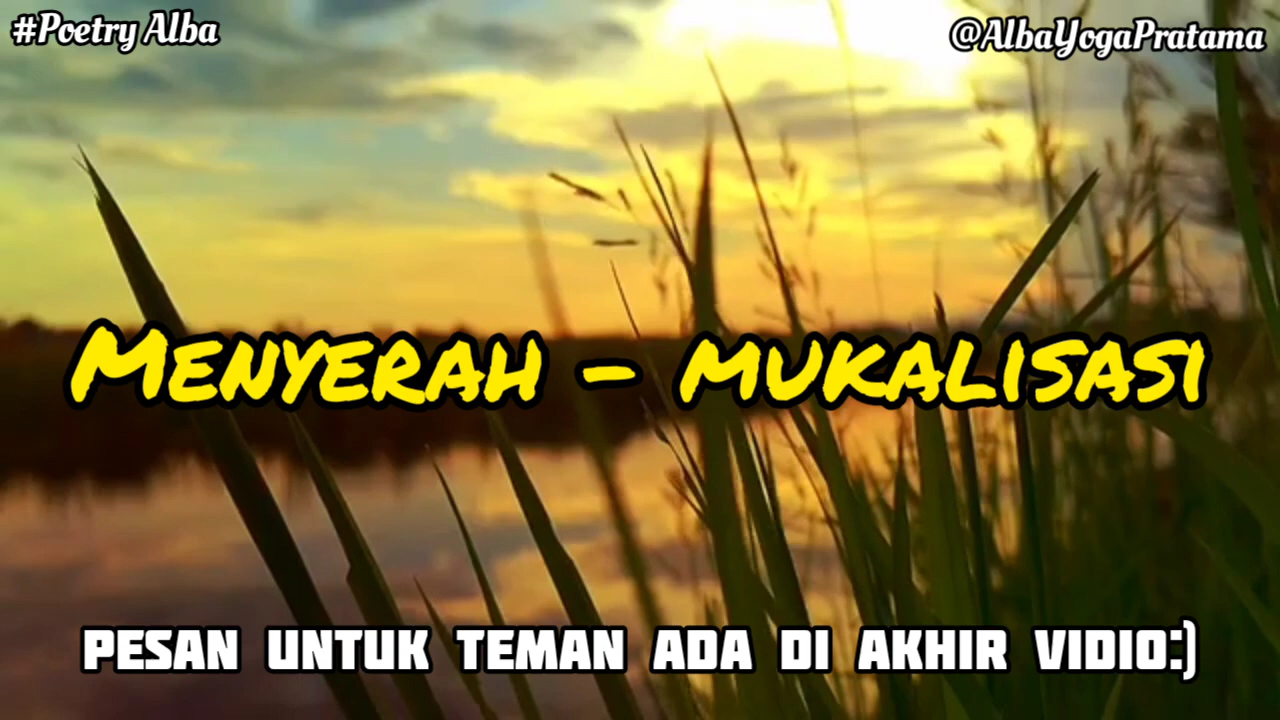 #Poetry Alba
@AlbaYogaPratama
MENYERAH - MUKALISASI
PESAN UNTUK TEMAN ADA DI AKHIR VIDIO:)